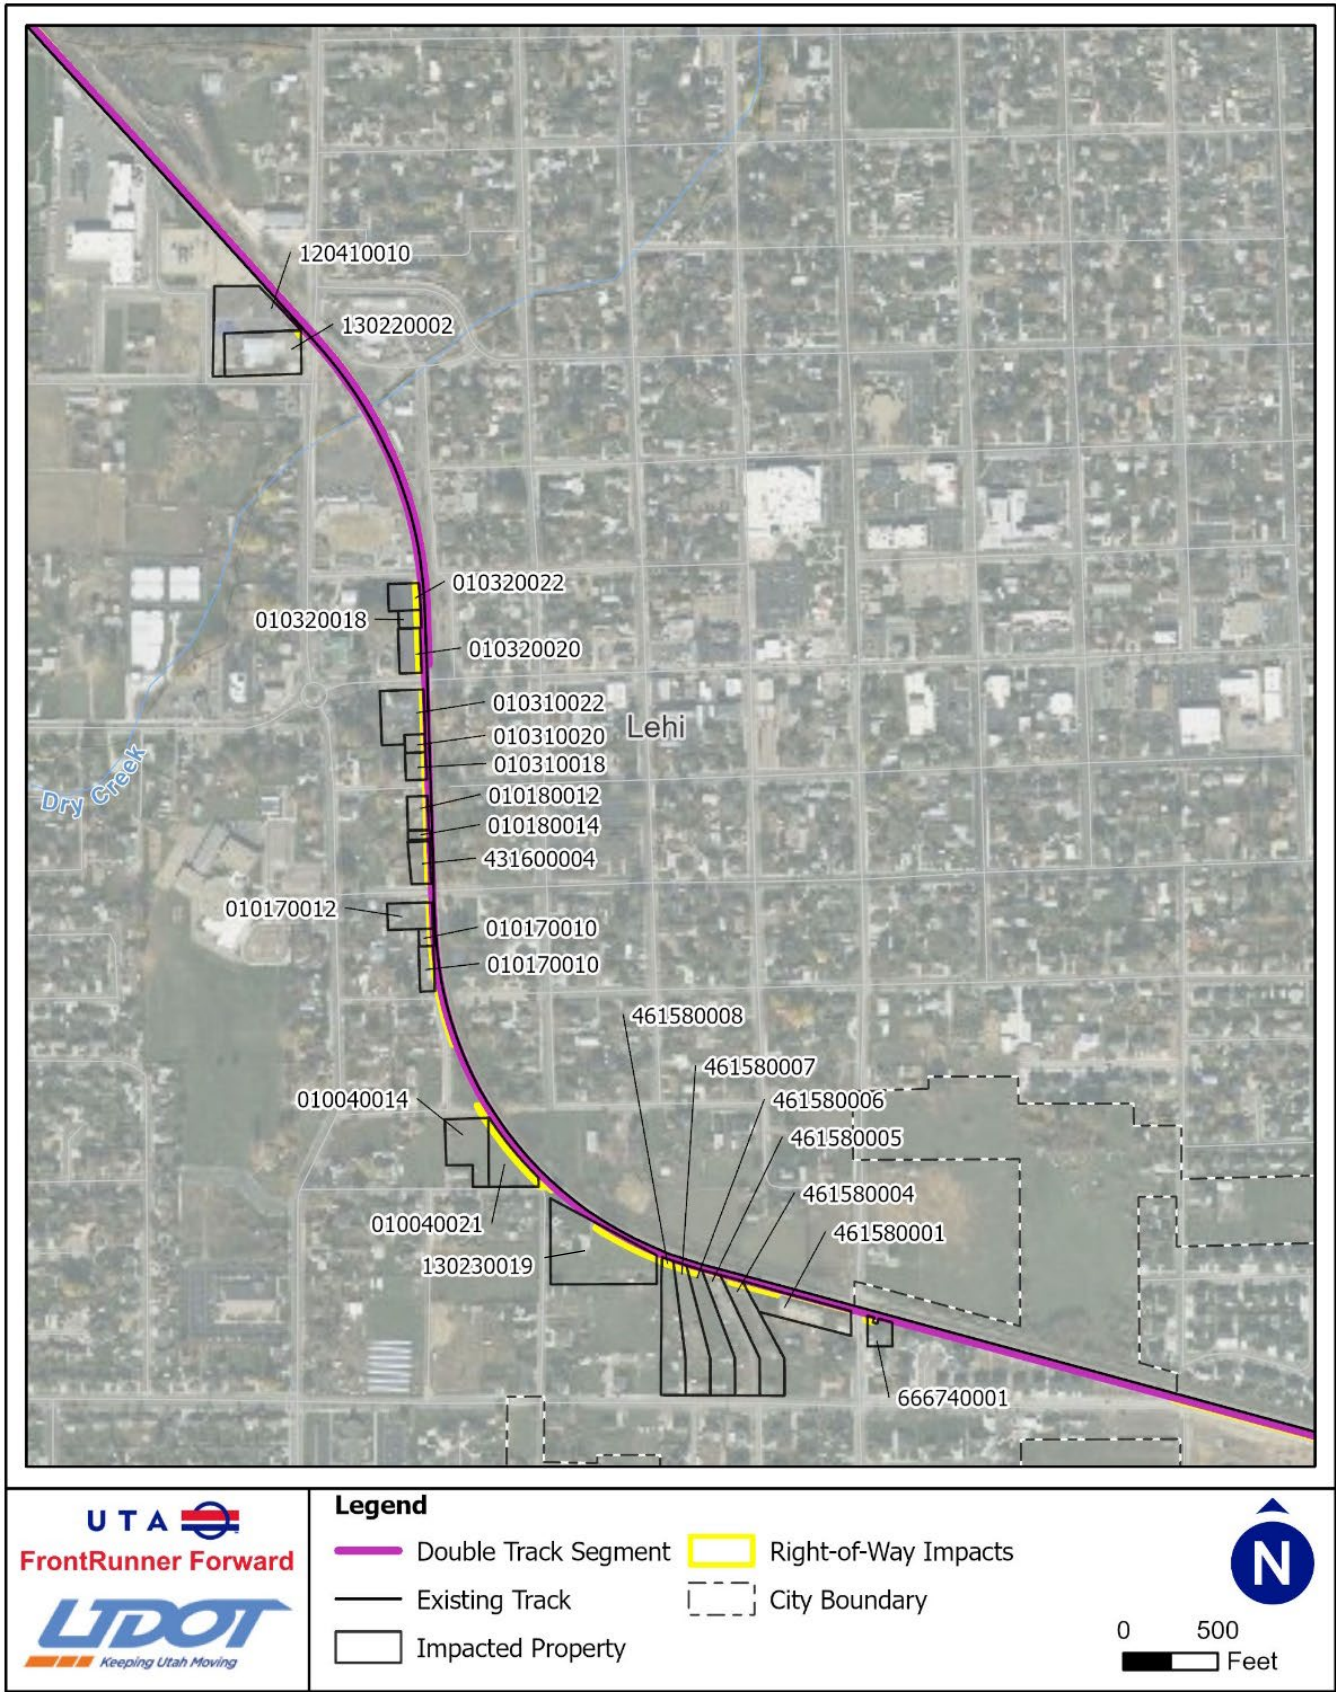 120410010
130220002
010320022
010320018
010320020
010310022
Lehi
010310020
010310018
Dry Creek
010180012
010180014
431600004
010170012
010170010
010170010
461580008
461580007
010040014
461580006
461580005
461580004
010040021
461580001
130230019
666740001
UTA
FrontRunner Forward
UDOT
Keeping Utah Moving
Legend
Double Track Segment
Right-of-Way Impacts
Existing Track
City Boundary
Impacted Property
N
0 500
Feet